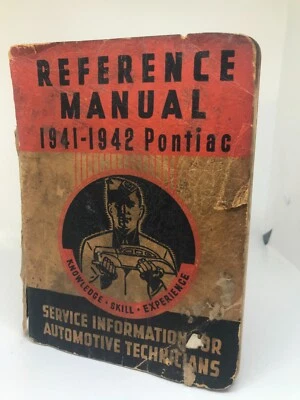 REFERENCE
MANUAL
1941-1942 Pontiac
KNOWLEDGE · SKILL · EXPERIENCE
SERVICE INFORMATION FOR
AUTOMOTIVE TECHNICIANS